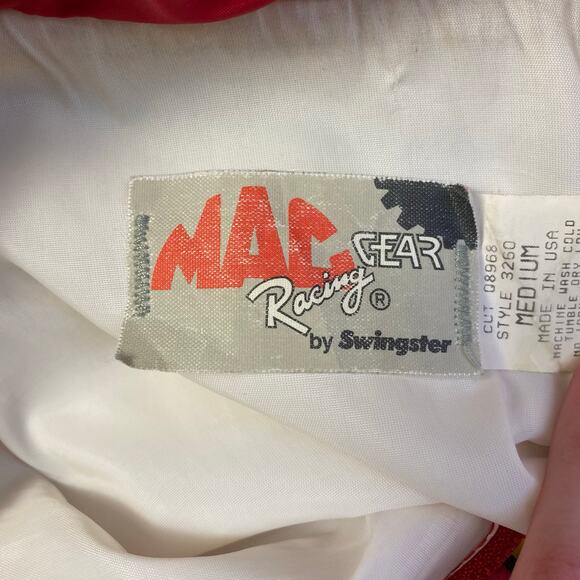 MAC
Racing GEAR ®
by Swingster
CUT 08968
STYLE 3260
MEDIUM
MADE IN USA
MACHINE WASH COLD
TUMBLE DRY LOW
NO